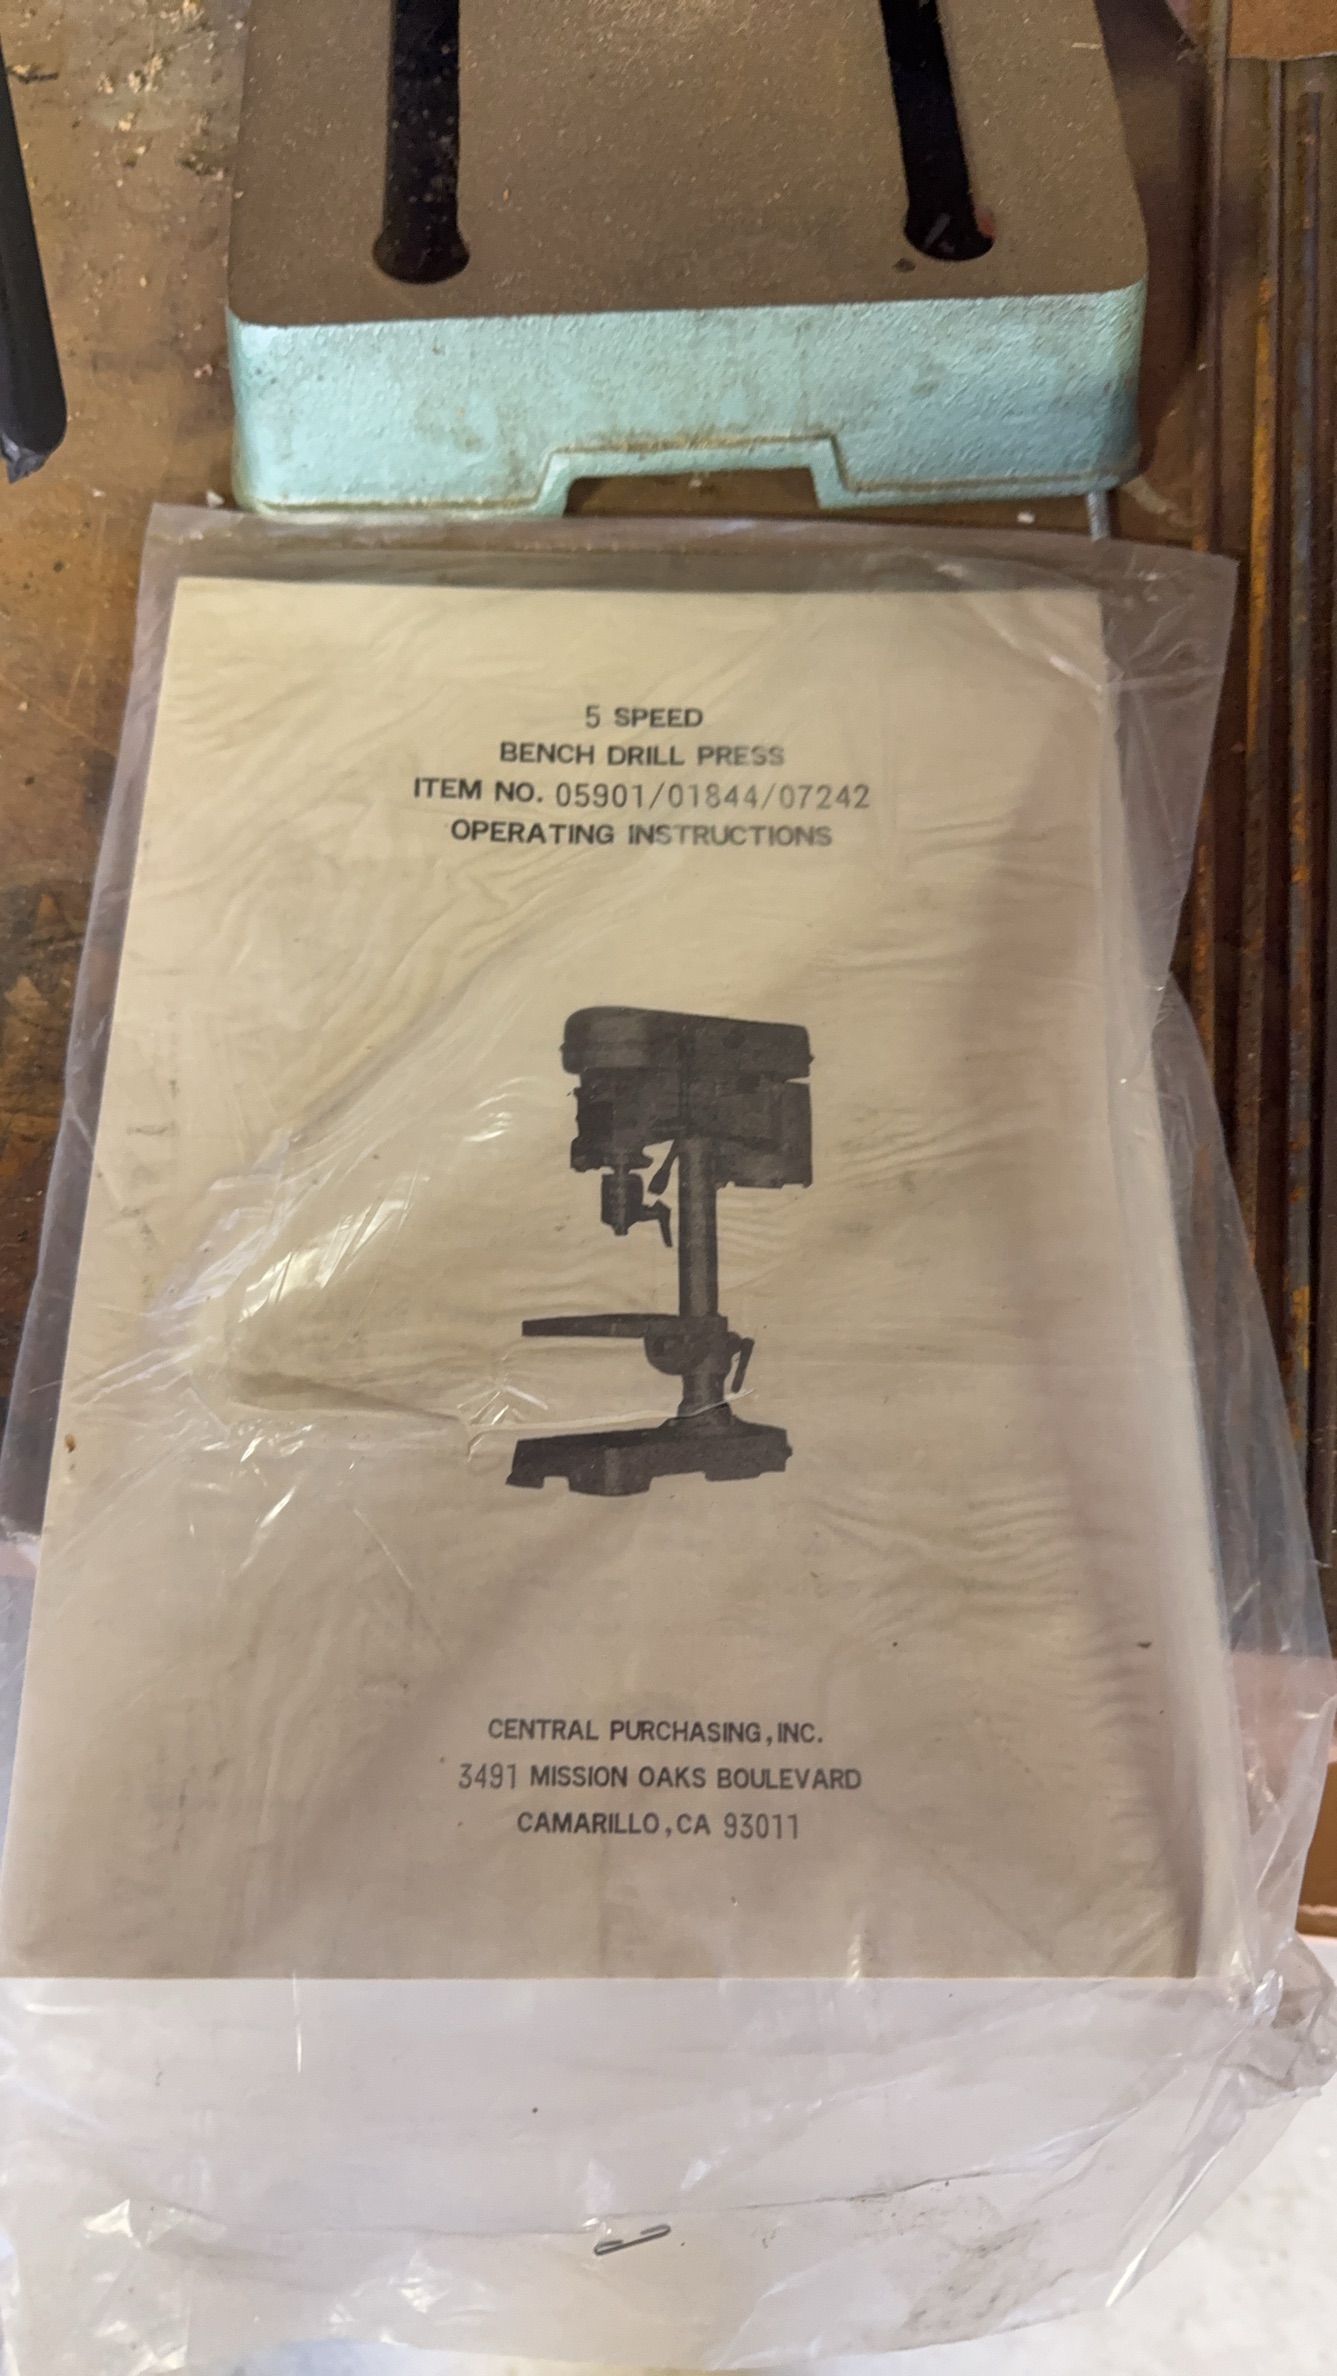 5 SPEED
BENCH DRILL PRESS
ITEM NO. 05901/01844/07242
OPERATING INSTRUCTIONS
CENTRAL PURCHASING, INC.
3491 MISSION OAKS BOULEVARD
CAMARILLO, CA 93011